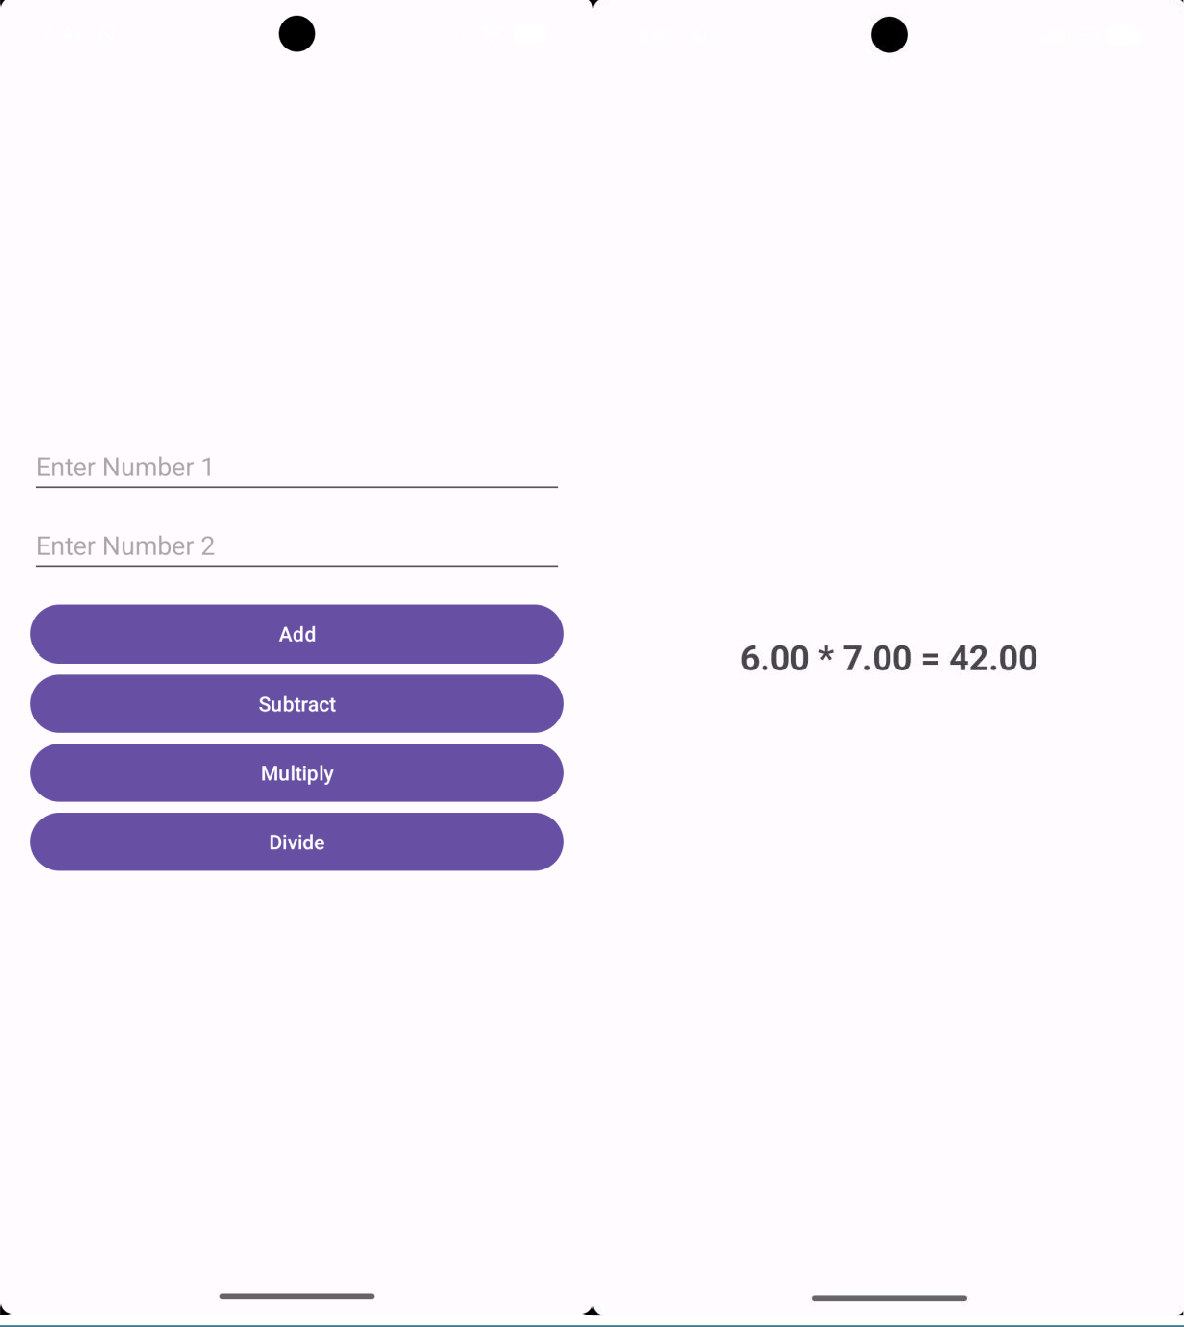 Enter Number 1
Enter Number 2
Add
Subtract
Multiply
Divide
6.00 * 7.00 = 42.00